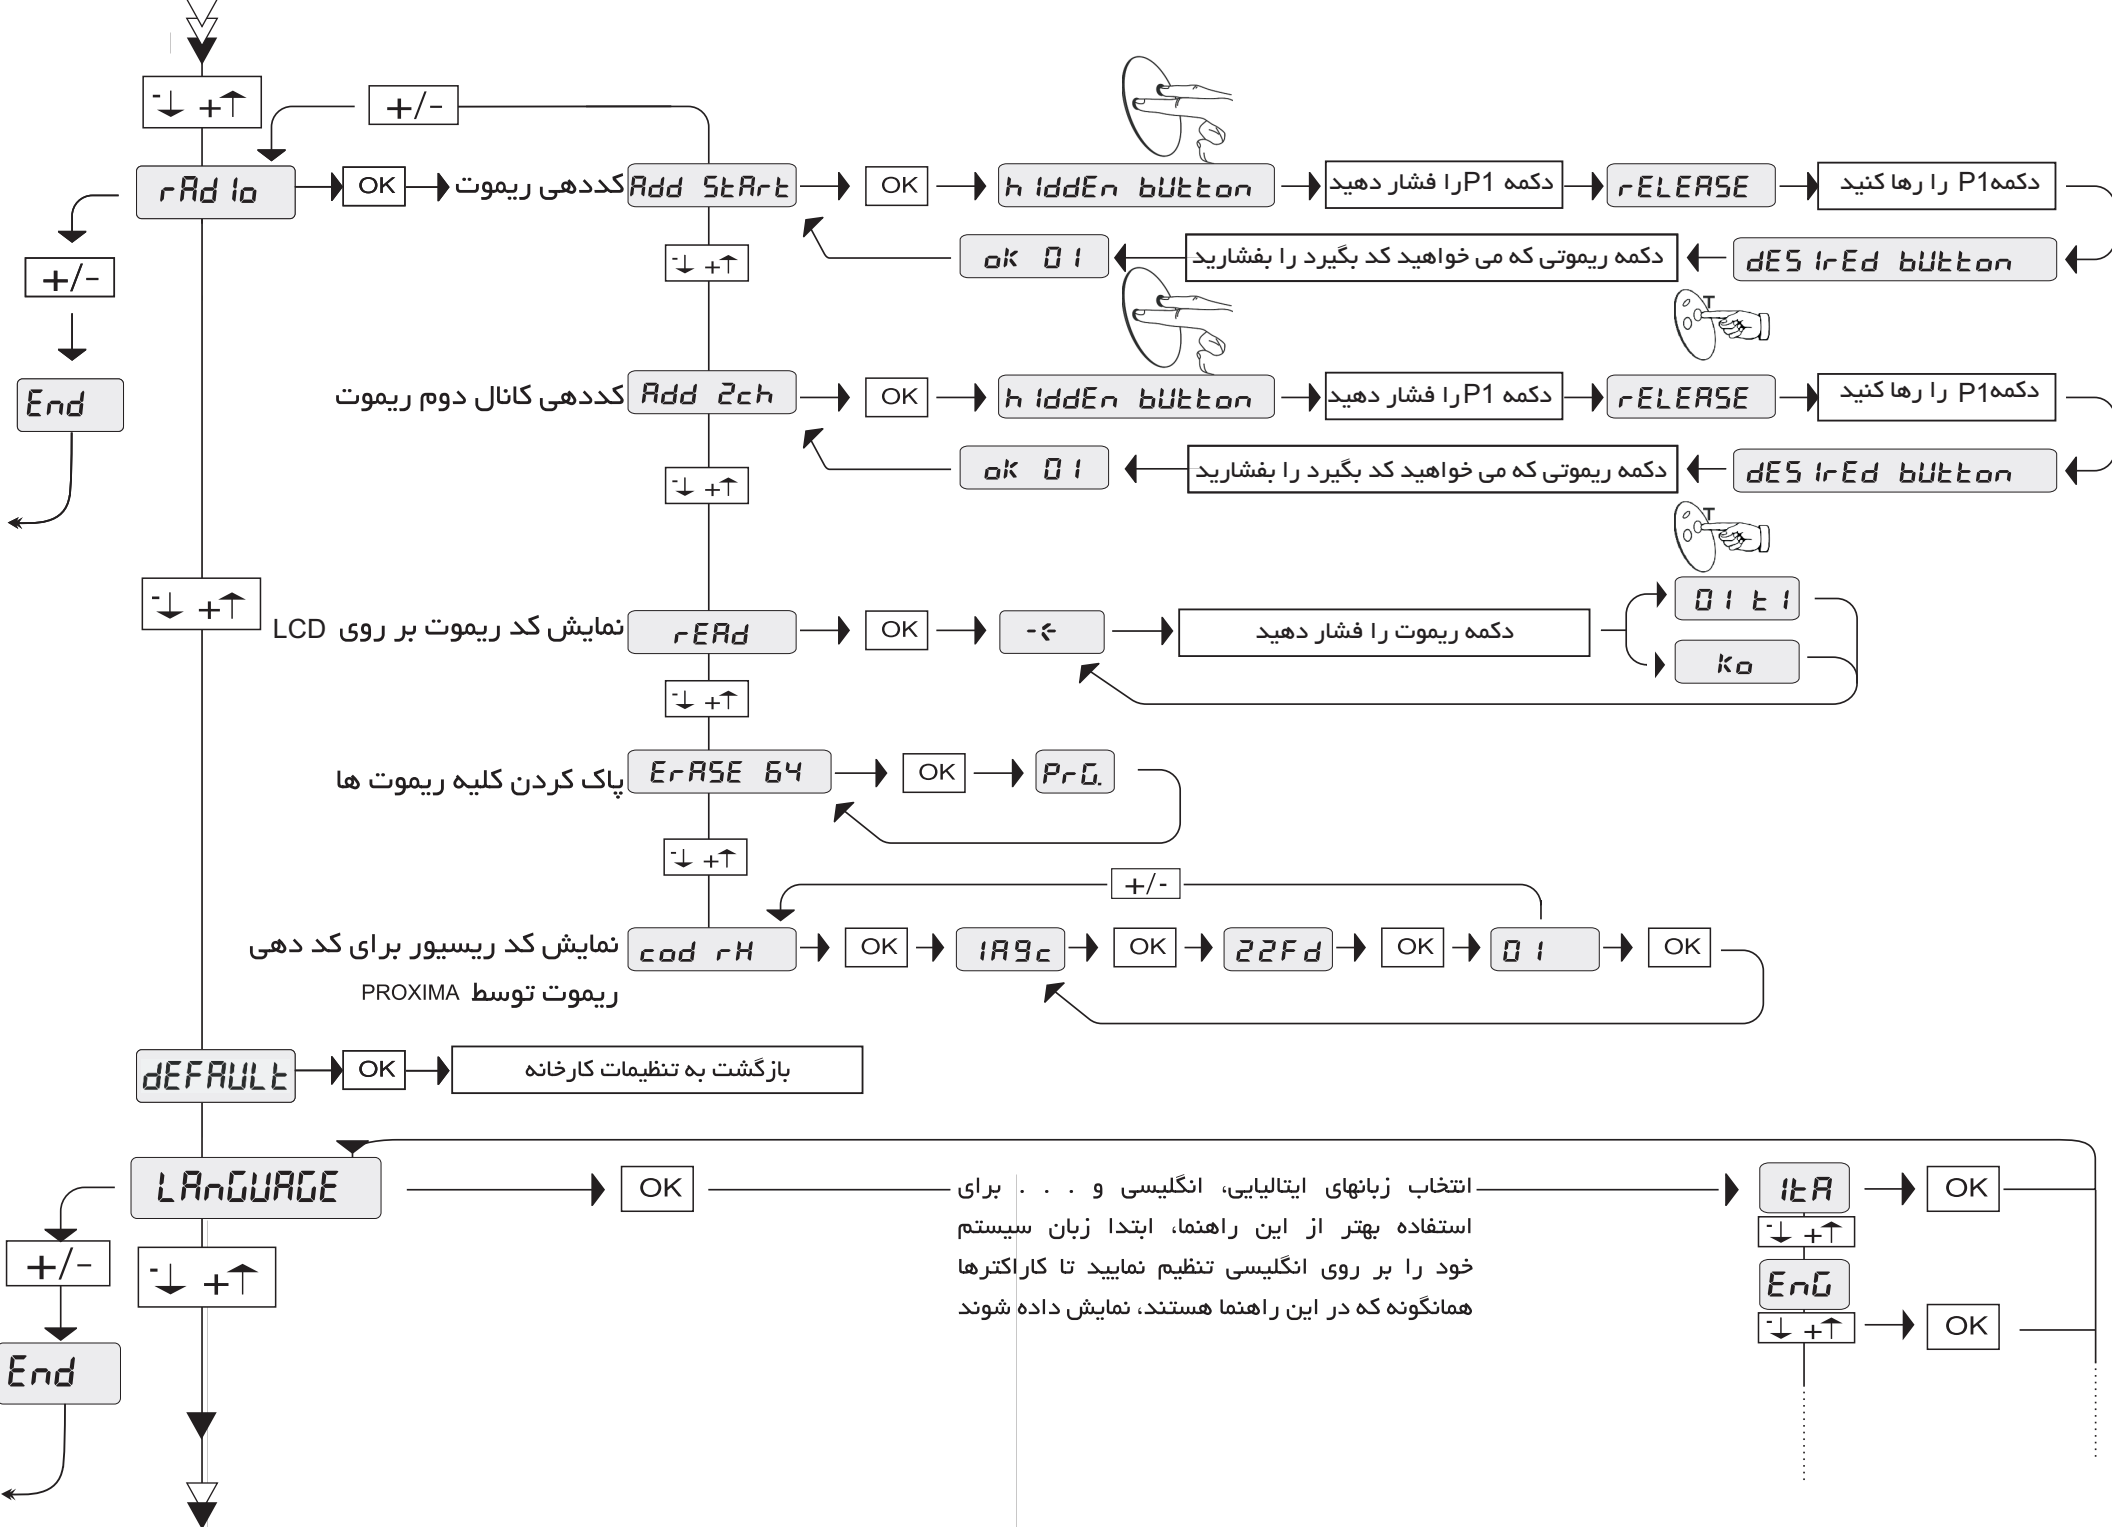 -↓ +↑
+/-
rAdIo
OK
کددهی ریموت
Add StArt
OK
hIddEn bUtton
دکمه P1را فشار دهید
rELEASE
دکمهP1 را رها کنید
dESIrEd bUtton
دکمه ریموتی که می خواهید کد بگیرد را بفشارید
ok 01
-↓ +↑
+/-
End
T
کددهی کانال دوم ریموت
Add 2ch
OK
hIddEn bUtton
دکمه P1را فشار دهید
rELEASE
دکمهP1 را رها کنید
dESIrEd bUtton
دکمه ریموتی که می خواهید کد بگیرد را بفشارید
ok 01
-↓ +↑
T
-↓ +↑
نمایش کد ریموت بر روی LCD
rEAd
OK
-<-
دکمه ریموت را فشار دهید
01 t1
Ko
-↓ +↑
پاک کردن کلیه ریموت ها
ErASE 64
OK
PrG.
-↓ +↑
+/-
نمایش کد ریسیور برای کد دهی
ریموت توسط PROXIMA
cod rH
OK
1A9c
OK
22Fd
OK
01
OK
dEFAULt
OK
بازگشت به تنظیمات کارخانه
LAnGUAGE
OK
انتخاب زبانهای ایتالیایی، انگلیسی و . . . برای
استفاده بهتر از این راهنما، ابتدا زبان سیستم
خود را بر روی انگلیسی تنظیم نمایید تا کاراکترها
همانگونه که در این راهنما هستند، نمایش داده شوند
ItA
OK
-↓ +↑
EnG
-↓ +↑
OK
+/-
-↓ +↑
End